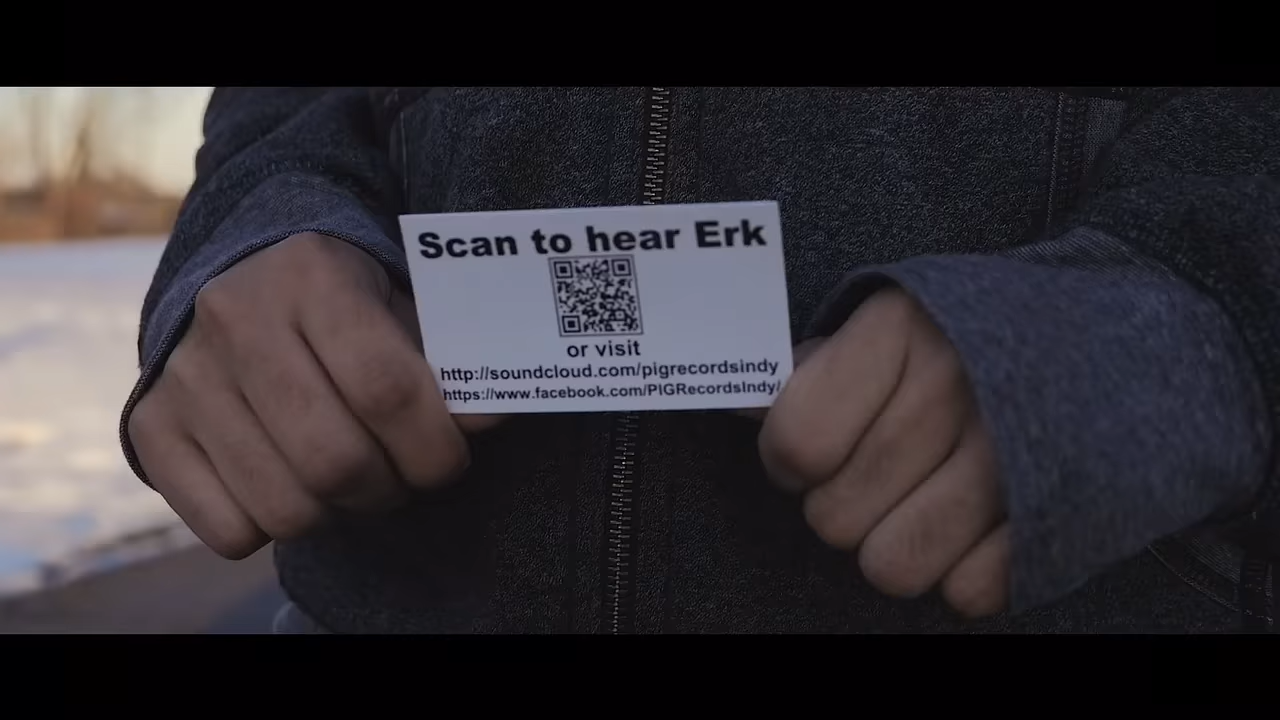 Scan to hear Erk
or visit
http://soundcloud.com/pigrecordsindy
https://www.facebook.com/PIGRecordsIndy/